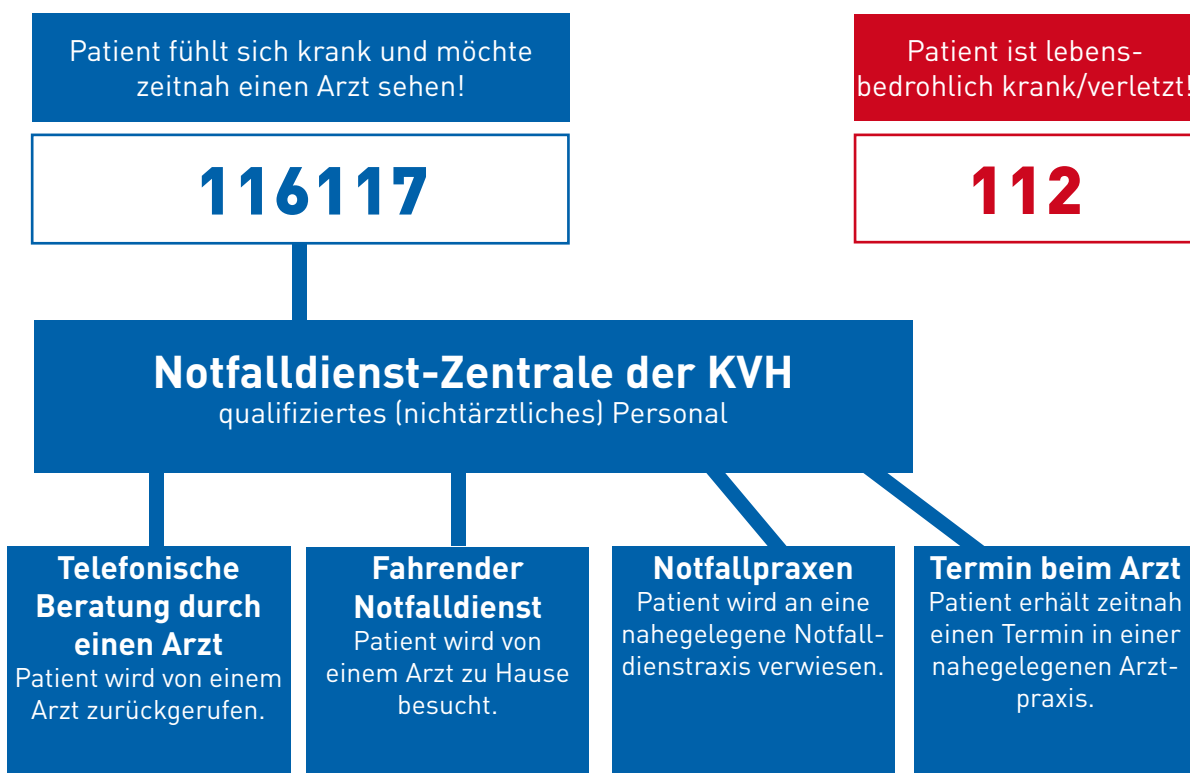 Patient fühlt sich krank und möchte
zeitnah einen Arzt sehen!
116117
Patient ist lebens-
bedrohlich krank/verletzt!
112
Notfalldienst-Zentrale der KVH
qualifiziertes (nichtärztliches) Personal
Telefonische
Beratung durch
einen Arzt
Patient wird von einem
Arzt zurückgerufen.
Fahrender
Notfalldienst
Patient wird von
einem Arzt zu Hause
besucht.
Notfallpraxen
Patient wird an eine
nahegelegene Notfall-
dienstraxis verwiesen.
Termin beim Arzt
Patient erhält zeitnah
einen Termin in einer
nahegelegenen Arzt-
praxis.